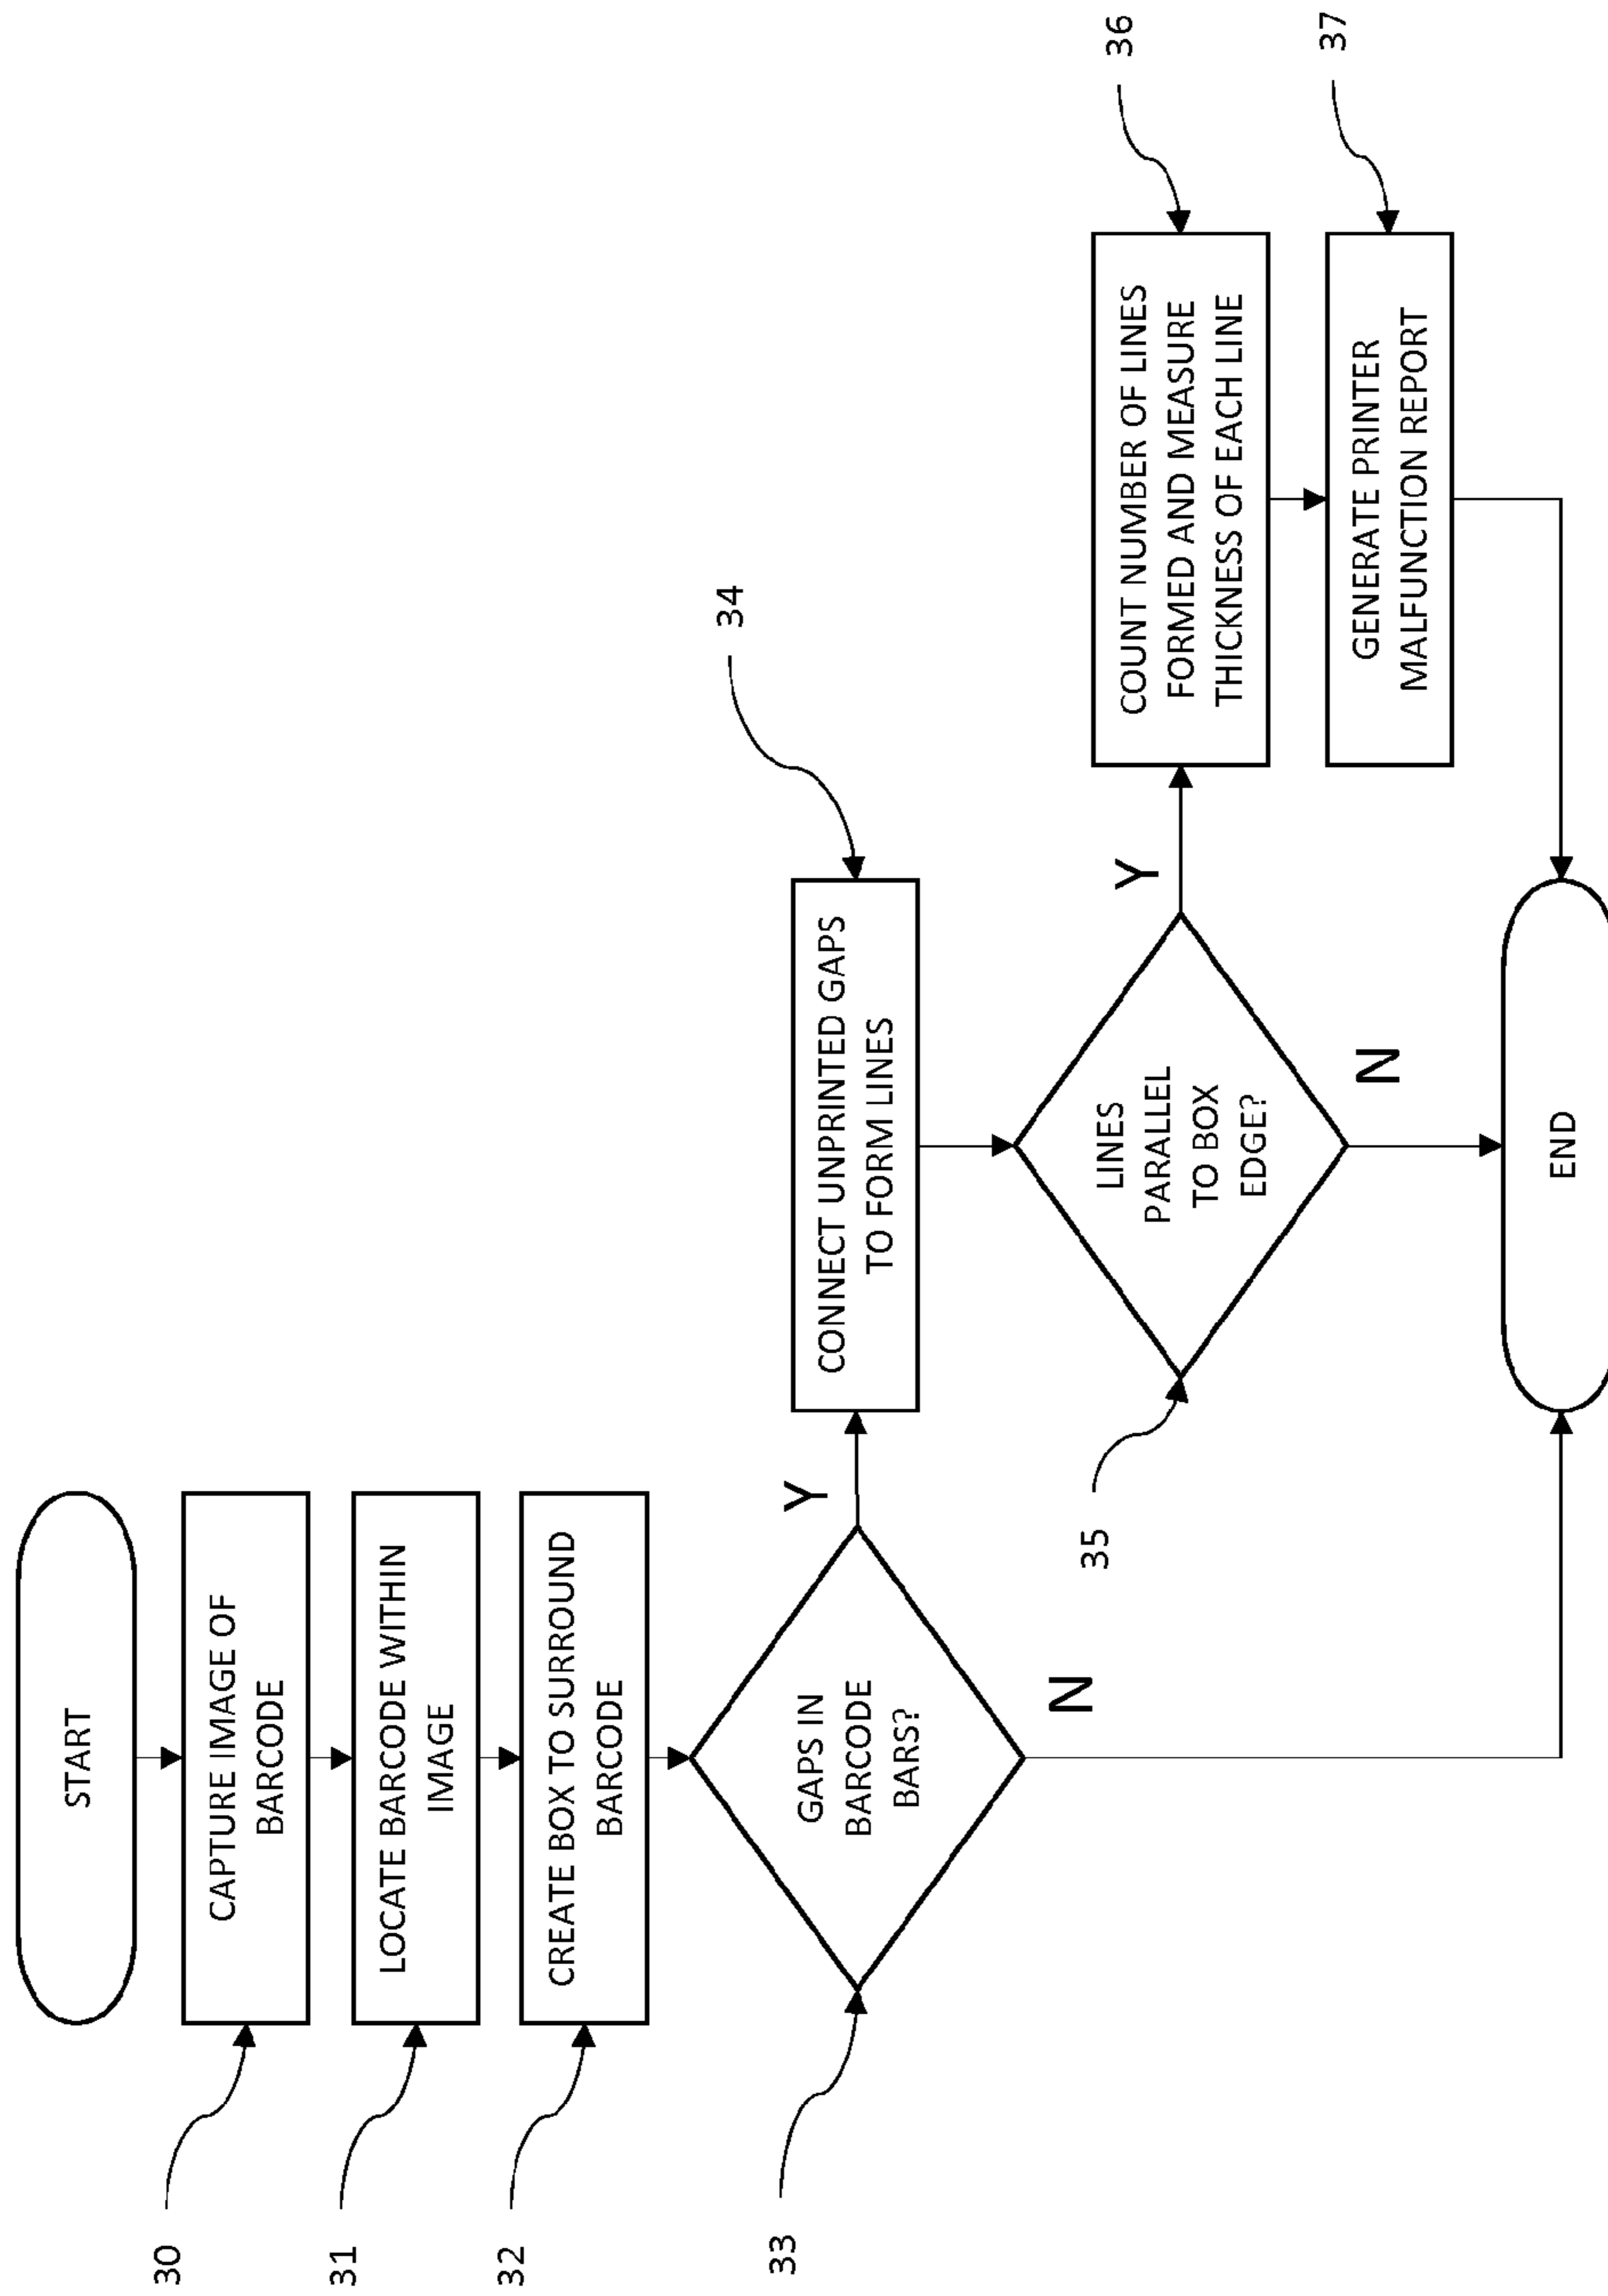 START
30
CAPTURE IMAGE OF
BARCODE
31
LOCATE BARCODE WITHIN
IMAGE
32
CREATE BOX TO SURROUND
BARCODE
33
GAPS IN
BARCODE
BARS?
Y
N
34
CONNECT UNPRINTED GAPS
TO FORM LINES
35
LINES
PARALLEL
TO BOX
EDGE?
Y
N
36
COUNT NUMBER OF LINES
FORMED AND MEASURE
THICKNESS OF EACH LINE
37
GENERATE PRINTER
MALFUNCTION REPORT
END